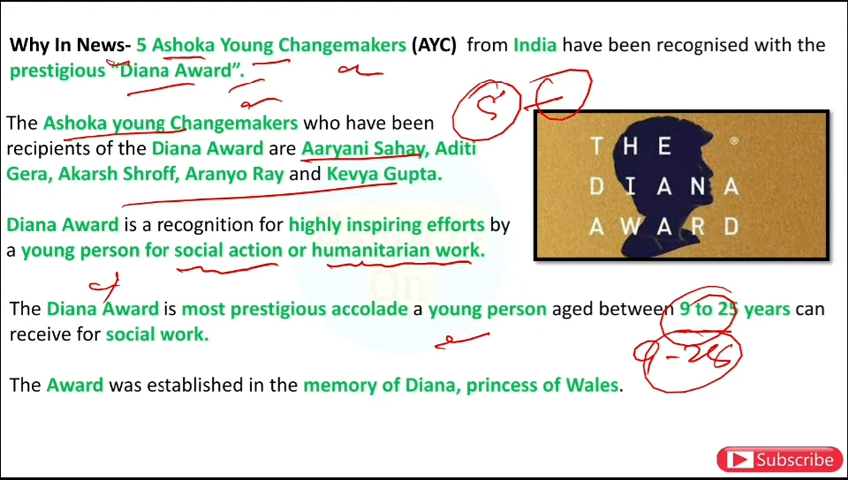 Why In News- 5 Ashoka Young Changemakers (AYC) from India have been recognised with the
prestigious "Diana Award".
The Ashoka young Changemakers who have been
recipients of the Diana Award are Aaryani Sahay, Aditi
Gera, Akarsh Shroff, Aranyo Ray and Kevya Gupta.
THE
DIANA
AWARD
Diana Award is a recognition for highly inspiring efforts by
a young person for social action or humanitarian work.
On
The Diana Award is most prestigious accolade a young person aged between 9 to 25 years can
receive for social work.
9-25
The Award was established in the memory of Diana, princess of Wales.
Subscribe